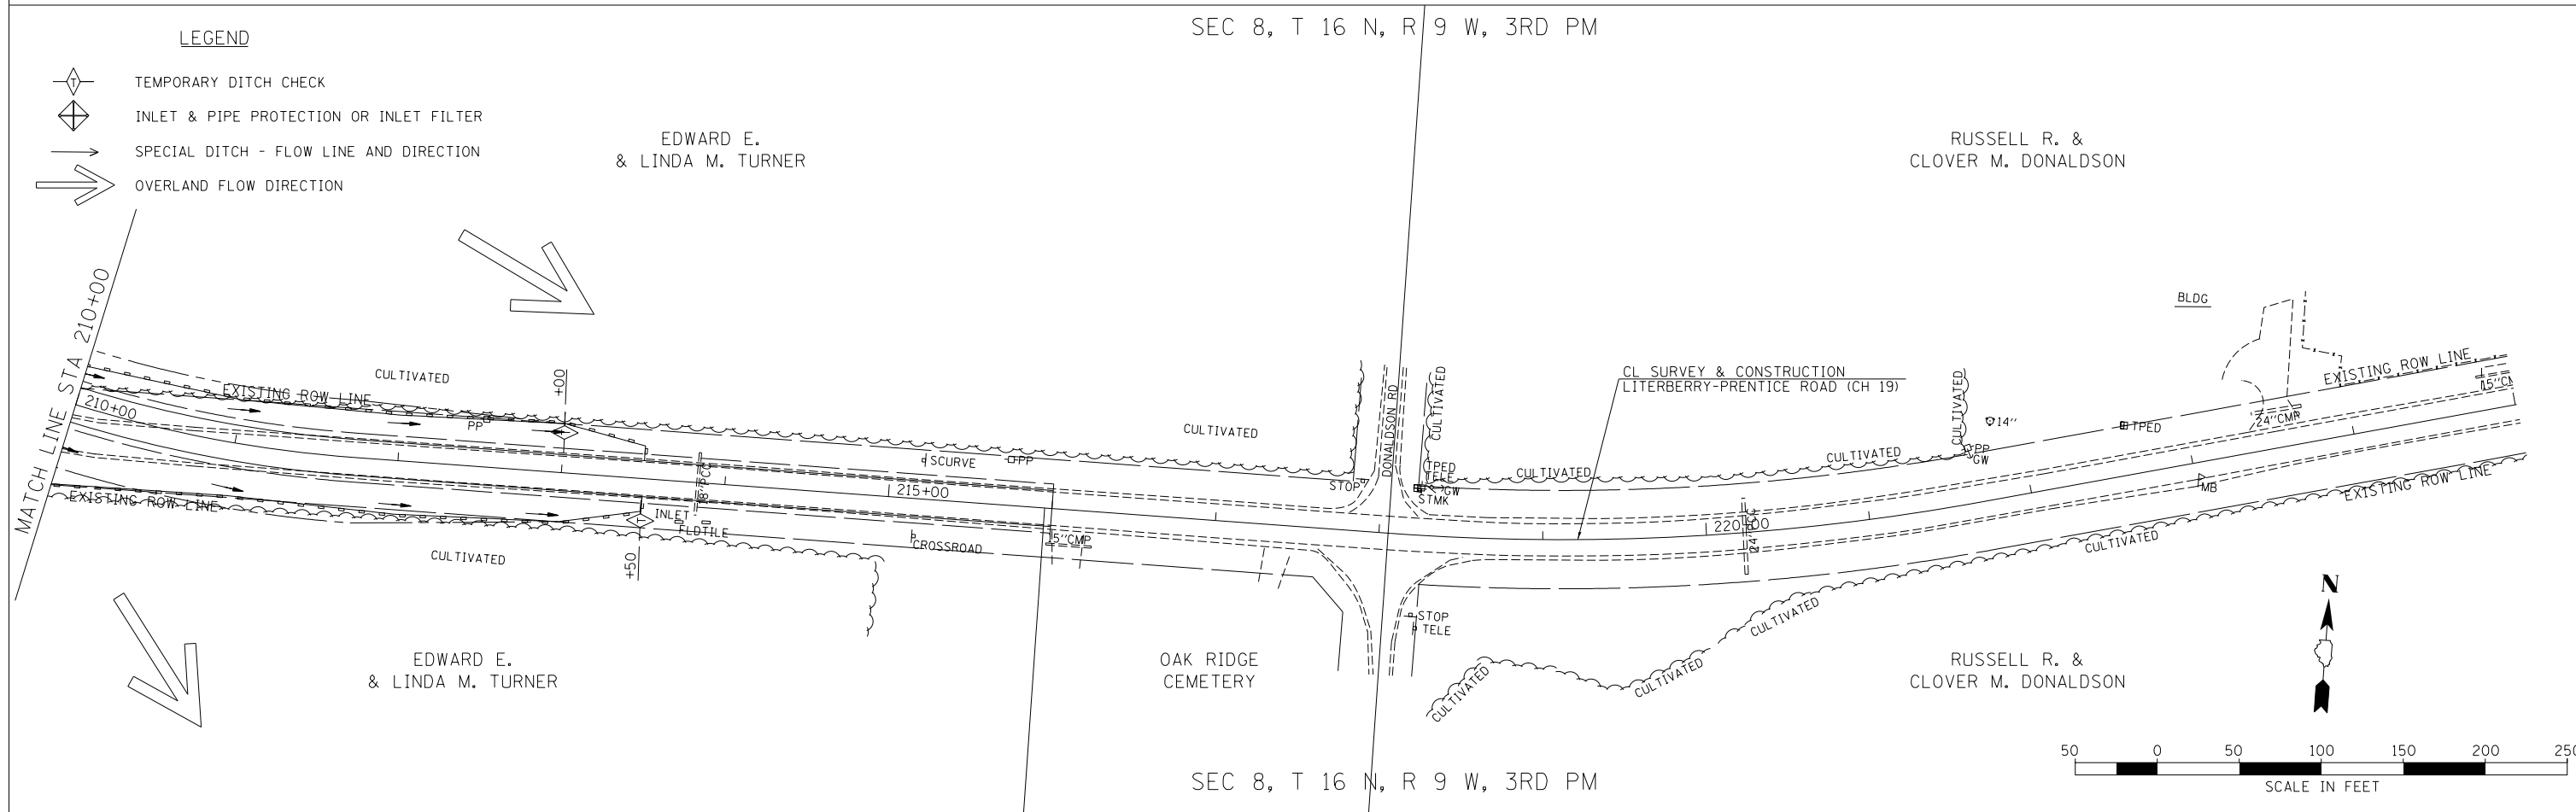 SEC 8, T 16 N, R 9 W, 3RD PM
LEGEND
T
TEMPORARY DITCH CHECK
INLET & PIPE PROTECTION OR INLET FILTER
SPECIAL DITCH - FLOW LINE AND DIRECTION
OVERLAND FLOW DIRECTION
EDWARD E.
& LINDA M. TURNER
RUSSELL R. &
CLOVER M. DONALDSON
MATCH LINE STA 210+00
210+00
EXISTING ROW LINE
CULTIVATED
PP
+00
T
EXISTING ROW LINE
CULTIVATED
+50
T
INLET
FLDTILE
SCURVE
PP
215+00
CROSSROAD
5"CMP
CULTIVATED
STOP
DONALDSON RD
CULTIVATED
TPED
TELE
GW
STMK
CULTIVATED
CL SURVEY & CONSTRUCTION
LITERBERRY-PRENTICE ROAD (CH 19)
220+00
CULTIVATED
CULTIVATED
PP
GW
14"
TPED
BLDG
24"CMP
EXISTING ROW LINE
MB
EXISTING ROW LINE
CULTIVATED
CULTIVATED
CULTIVATED
CULTIVATED
STOP
TELE
EDWARD E.
& LINDA M. TURNER
OAK RIDGE
CEMETERY
RUSSELL R. &
CLOVER M. DONALDSON
N
SEC 8, T 16 N, R 9 W, 3RD PM
50 0 50 100 150 200 250
SCALE IN FEET